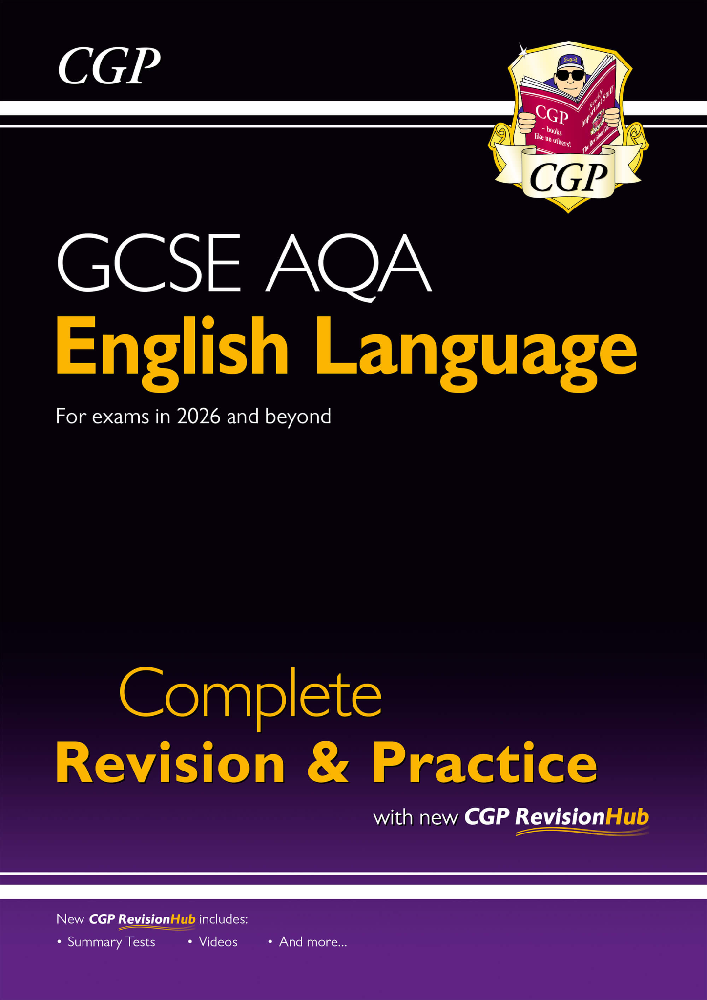 CGP
CGP
– books
like no others!
Really
Important Stuff
The Revision
CGP
GCSE AQA
English Language
For exams in 2026 and beyond
Complete
Revision & Practice
with new CGP RevisionHub
New CGP RevisionHub includes:
• Summary Tests • Videos • And more...